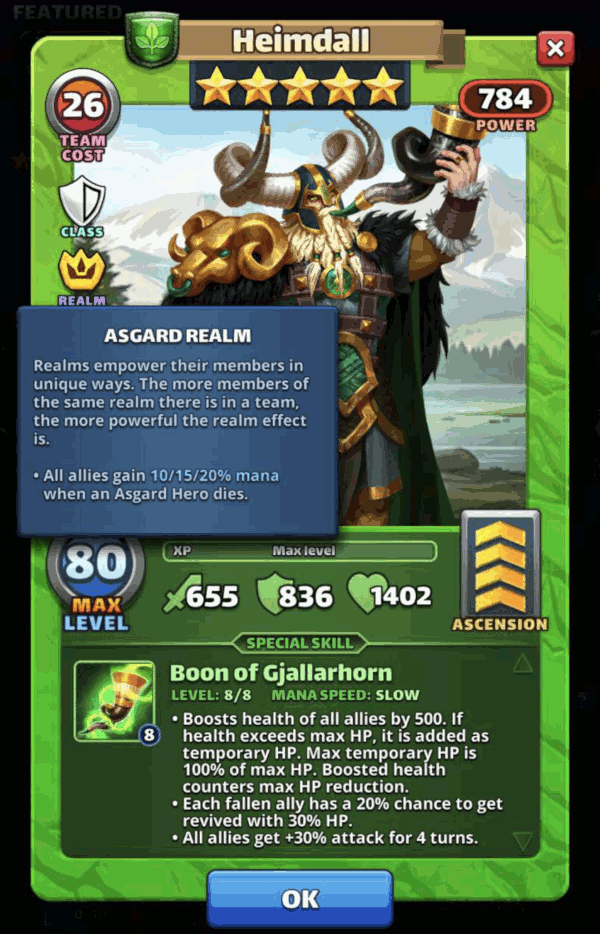 FEATURED
Heimdall
26
TEAM
COST
784
POWER
CLASS
REALM
ASGARD REALM
Realms empower their members in
unique ways. The more members of
the same realm there is in a team,
the more powerful the realm effect
is.
• All allies gain 10/15/20% mana
when an Asgard Hero dies.
XP Max level
80
MAX
LEVEL
655 836 1402
ASCENSION
SPECIAL SKILL
Boon of Gjallarhorn
LEVEL: 8/8 MANA SPEED: SLOW
8
• Boosts health of all allies by 500. If
health exceeds max HP, it is added as
temporary HP. Max temporary HP is
100% of max HP. Boosted health
counters max HP reduction.
• Each fallen ally has a 20% chance to get
revived with 30% HP.
• All allies get +30% attack for 4 turns.
OK